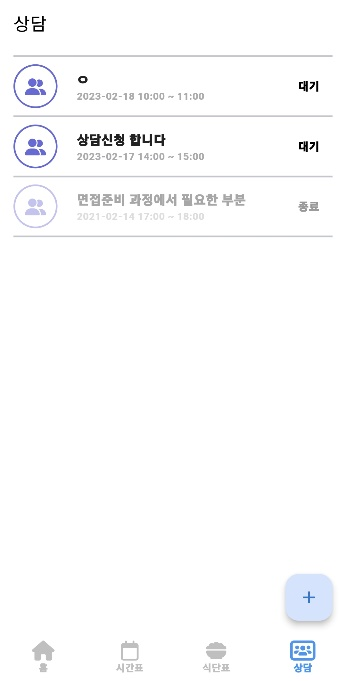 상담
ㅇ
2023-02-18 10:00 ~ 11:00
대기
상담신청 합니다
2023-02-17 14:00 ~ 15:00
대기
면접준비 과정에서 필요한 부분
2021-02-14 17:00 ~ 18:00
종료
+
홈
시간표
식단표
상담